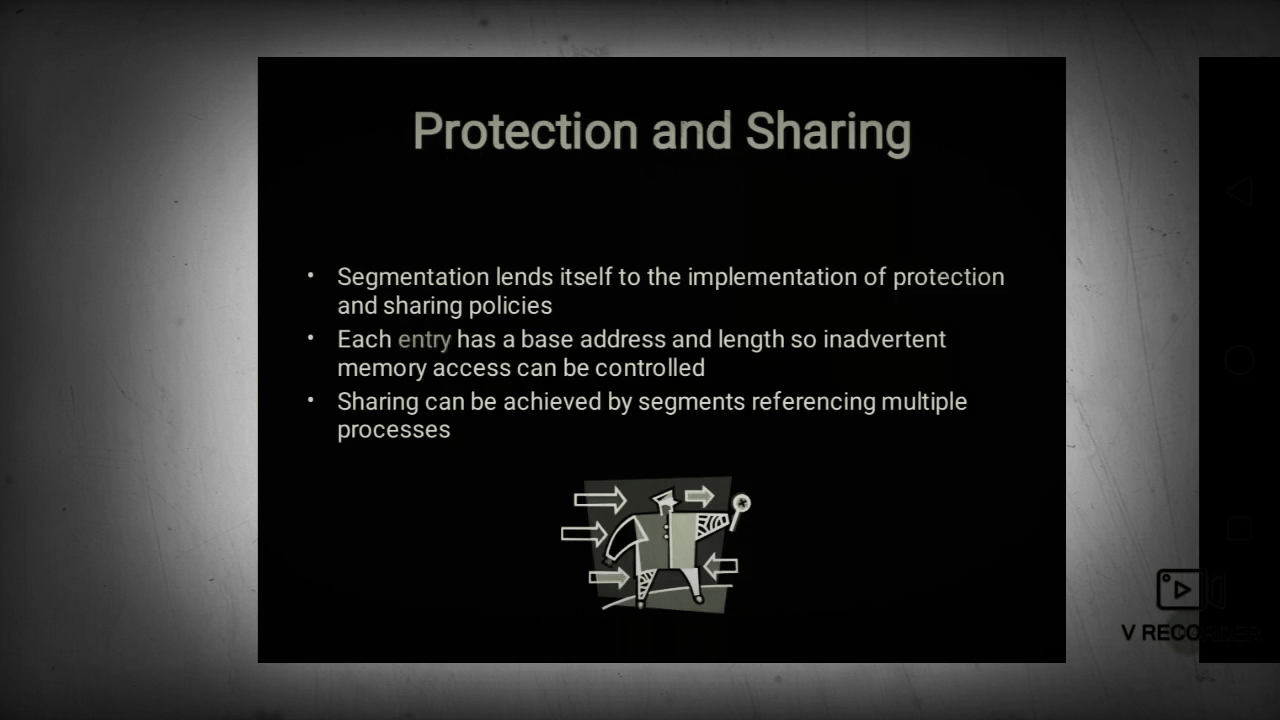 Protection and Sharing
• Segmentation lends itself to the implementation of protection
and sharing policies
• Each entry has a base address and length so inadvertent
memory access can be controlled
• Sharing can be achieved by segments referencing multiple
processes
V RECORDER